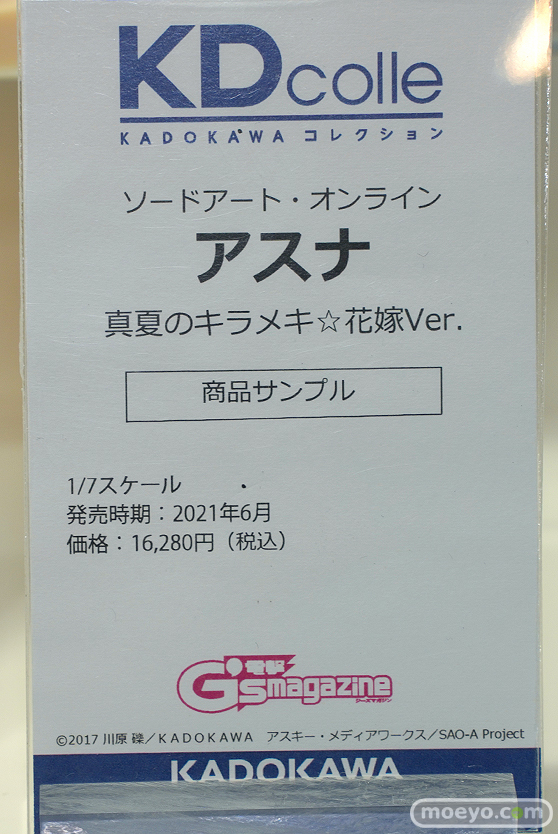 KDcolle
KADOKAWA コレクション
ソードアート・オンライン
アスナ
真夏のキラメキ☆花嫁Ver.
商品サンプル
1/7スケール
発売時期：2021年6月
価格：16,280円（税込）
電撃
G'smagazine
ジーズマガジン
©2017 川原 礫／KADOKAWA アスキー・メディアワークス／SAO-A Project
KADOKAWA
moeyo.com